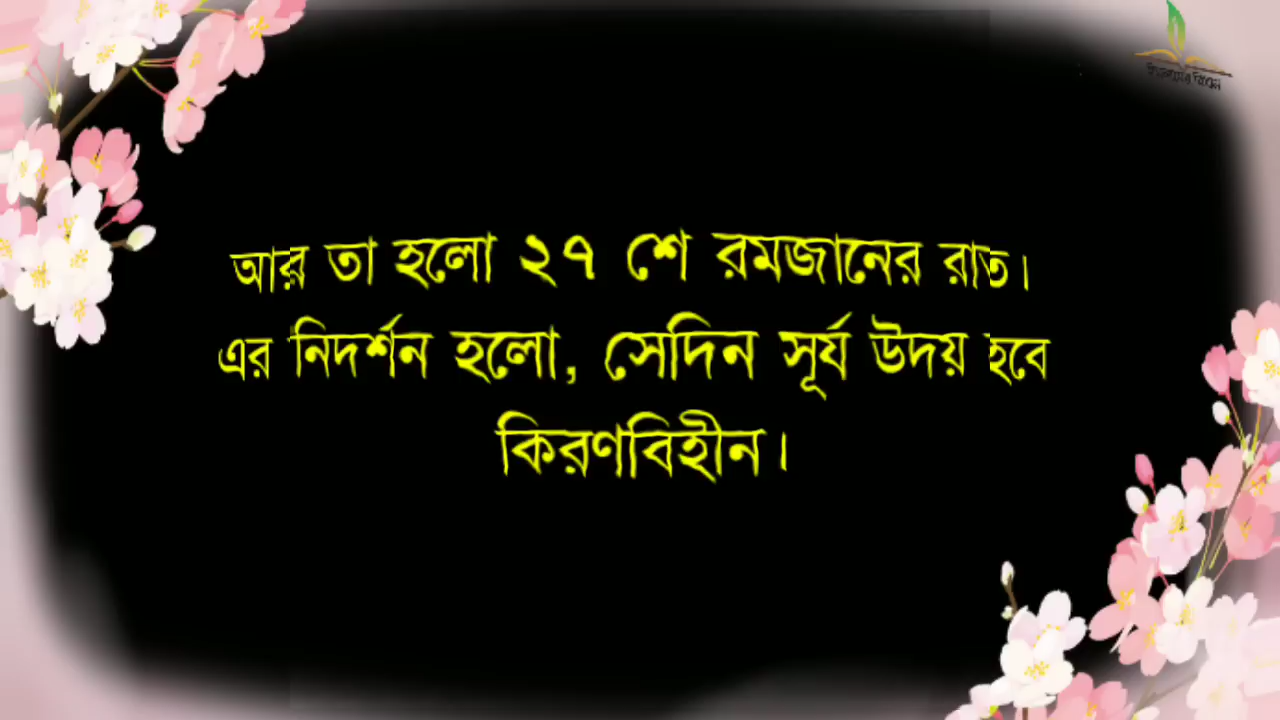 আর তা হলো ২৭ শে রমজানের রাত।
এর নিদর্শন হলো, সেদিন সূর্য উদয় হবে
কিরণবিহীন।